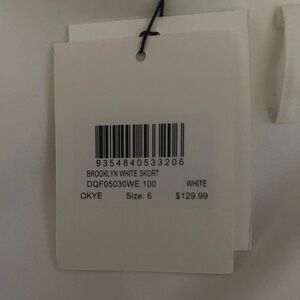 9354840533206
BROOKLYN WHITE SKORT
DQF05030WE.100 WHITE
OKYE Size: 6 $129.99